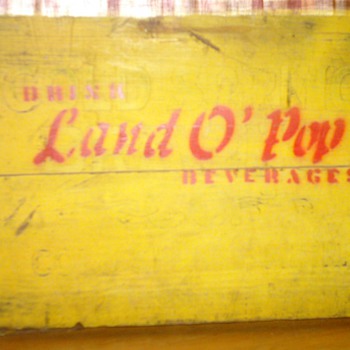 DRINK
Land O' Pop
BEVERAGES